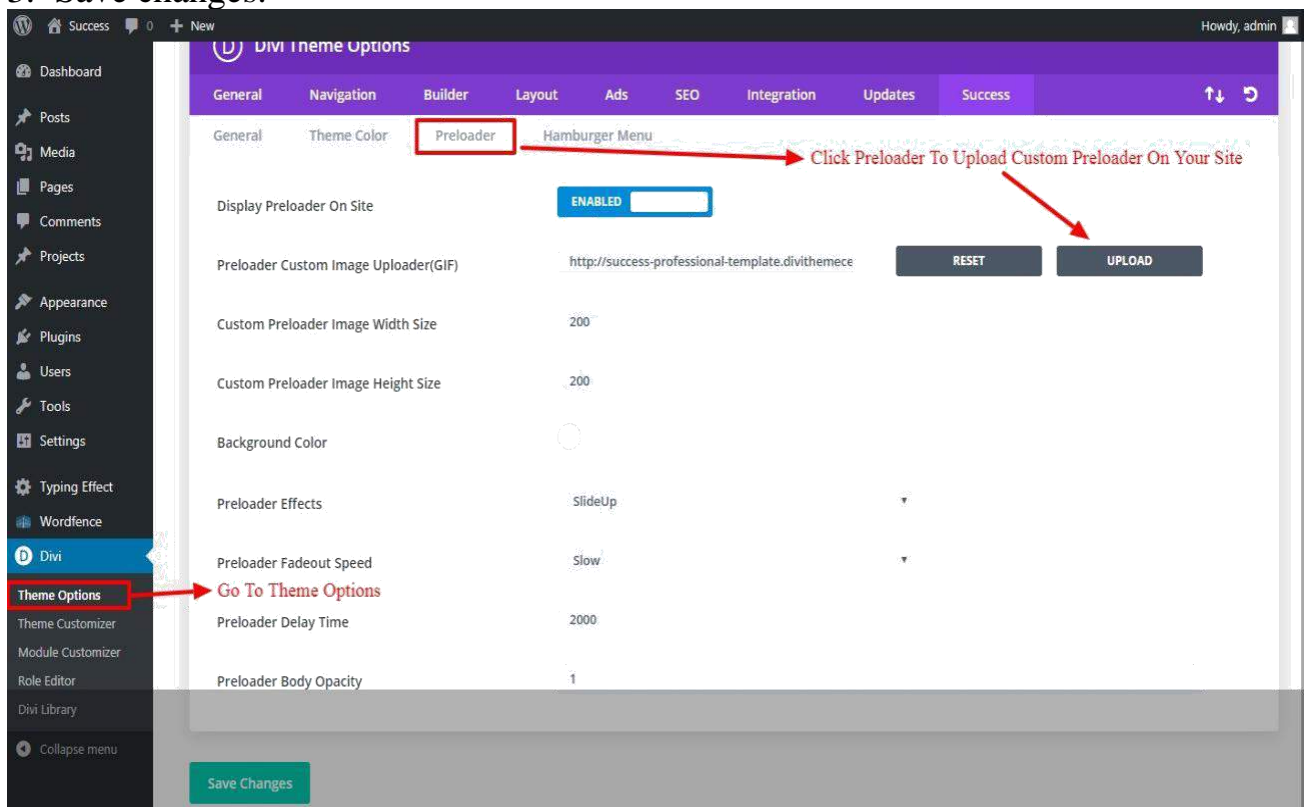 Save changes.
Success 0 + New Howdy, admin
Divi Theme Options
Dashboard
General Navigation Builder Layout Ads SEO Integration Updates Success
Posts
General Theme Color Preloader Hamburger Menu
Click Preloader To Upload Custom Preloader On Your Site
Media
Pages
Display Preloader On Site ENABLED
Comments
Projects
Preloader Custom Image Uploader(GIF) http://success-professional-template.divithemece RESET UPLOAD
Appearance
Custom Preloader Image Width Size 200
Plugins
Users
Custom Preloader Image Height Size 200
Tools
Settings
Background Color
Typing Effect
Preloader Effects SlideUp
Wordfence
Divi
Preloader Fadeout Speed Slow
Theme Options
Go To Theme Options
Theme Customizer
Preloader Delay Time 2000
Module Customizer
Role Editor
Preloader Body Opacity 1
Divi Library
Collapse menu
Save Changes